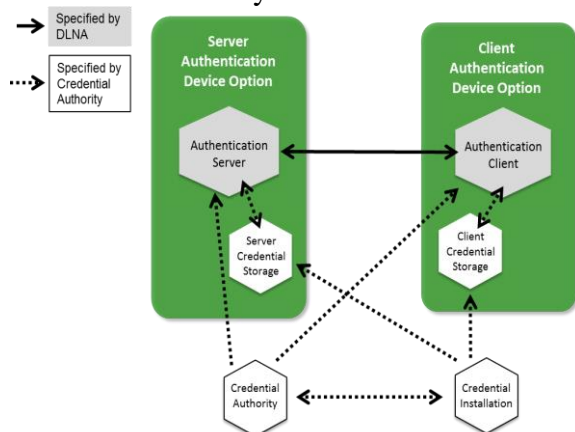 Specified by
DLNA
Specified by
Credential
Authority
Server
Authentication
Device Option
Client
Authentication
Device Option
Authentication
Server
Authentication
Client
Server
Credential
Storage
Client
Credential
Storage
Credential
Authority
Credential
Installation